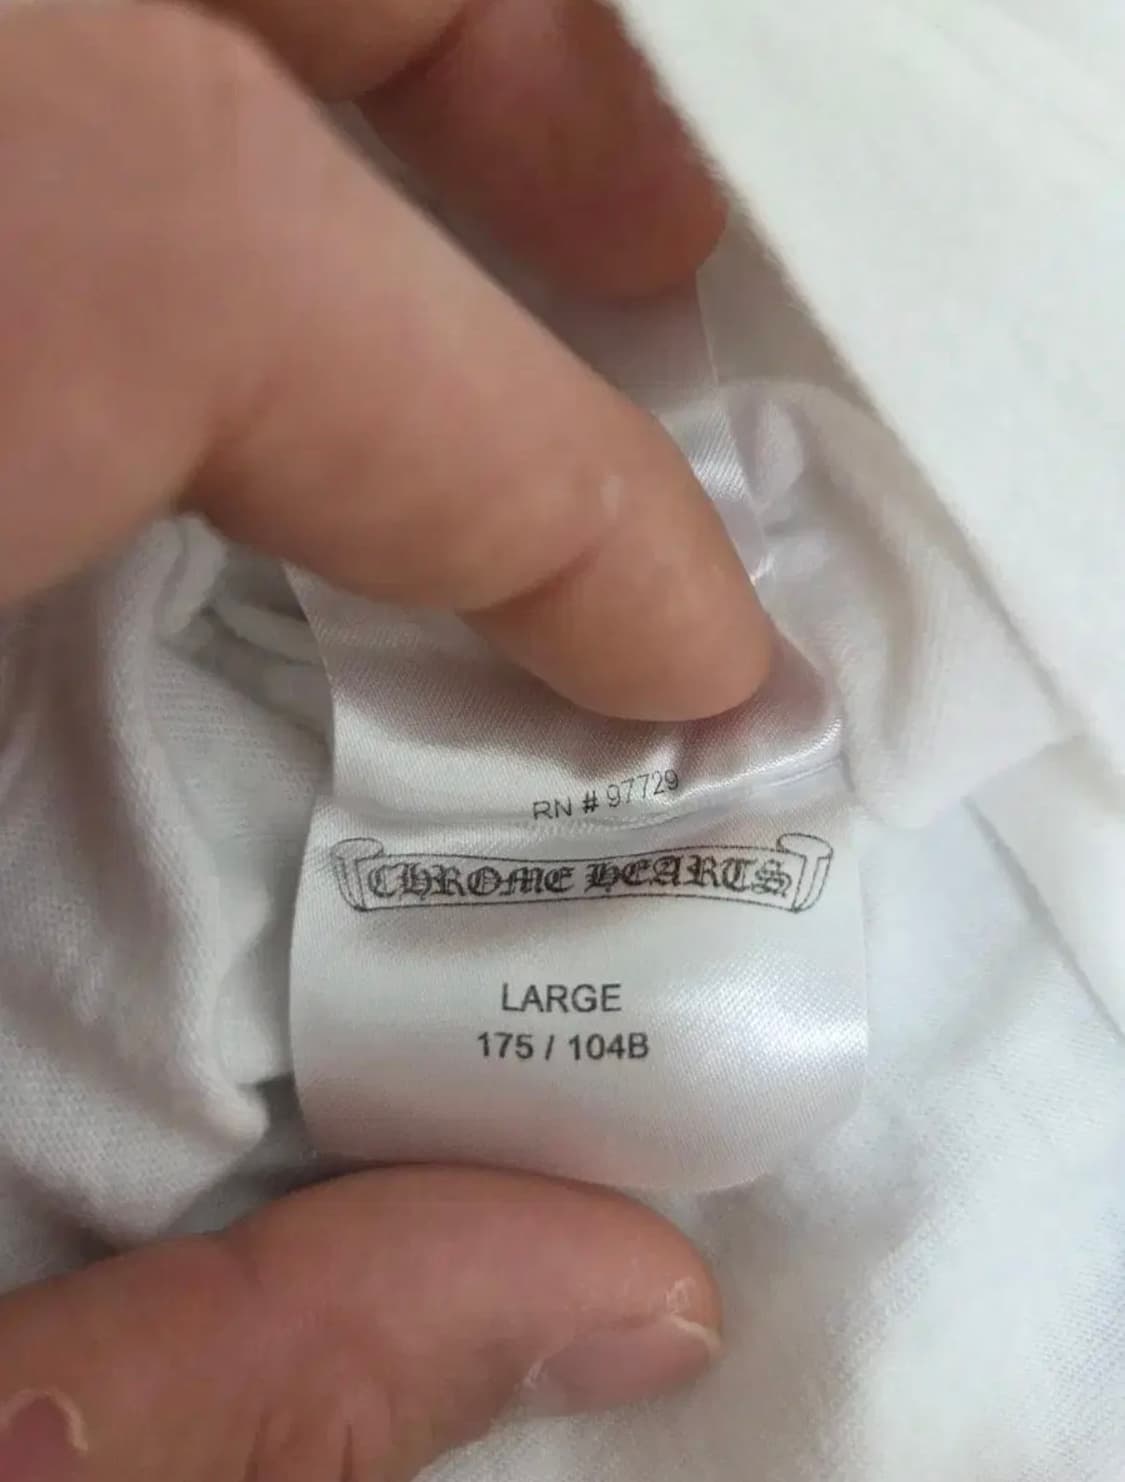 RN # 97729
CHROME HEARTS
LARGE
175 / 104B